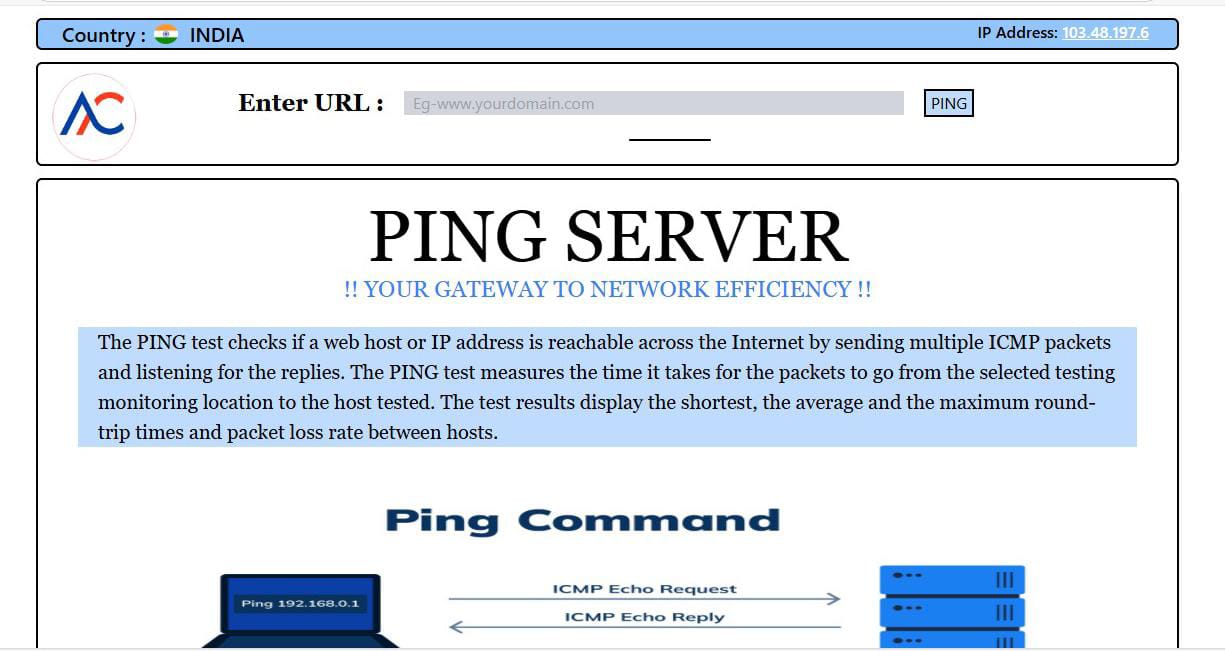 Country : INDIA
IP Address: 103.48.197.6
AC
Enter URL :
Eg-www.yourdomain.com
PING
PING SERVER
!! YOUR GATEWAY TO NETWORK EFFICIENCY !!
The PING test checks if a web host or IP address is reachable across the Internet by sending multiple ICMP packets
and listening for the replies. The PING test measures the time it takes for the packets to go from the selected testing
monitoring location to the host tested. The test results display the shortest, the average and the maximum round-
trip times and packet loss rate between hosts.
Ping Command
Ping 192.168.0.1
ICMP Echo Request
ICMP Echo Reply